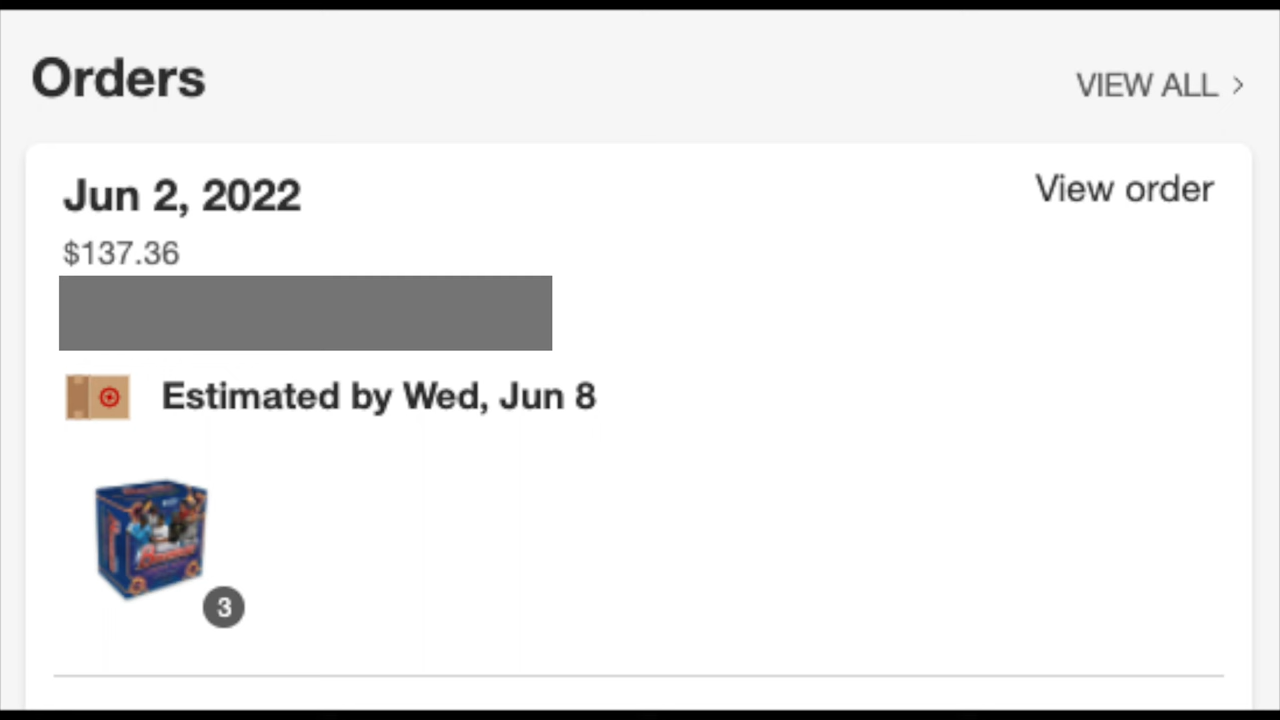 Orders
VIEW ALL >
Jun 2, 2022
View order
$137.36
Estimated by Wed, Jun 8
3